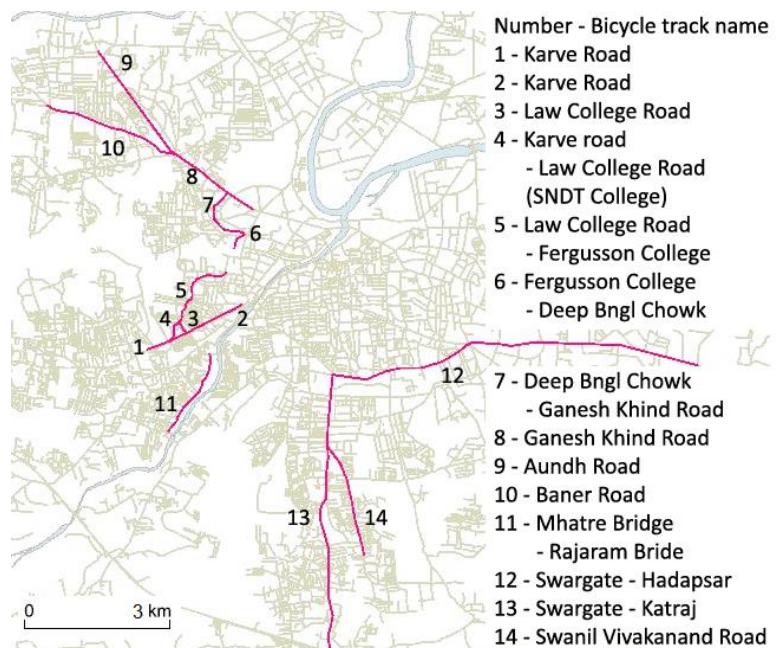 Number - Bicycle track name
1 - Karve Road
2 - Karve Road
3 - Law College Road
4 - Karve road
- Law College Road
(SNDT College)
5 - Law College Road
- Fergusson College
6 - Fergusson College
- Deep Bngl Chowk
7 - Deep Bngl Chowk
- Ganesh Khind Road
8 - Ganesh Khind Road
9 - Aundh Road
10 - Baner Road
11 - Mhatre Bridge
- Rajaram Bride
12 - Swargate - Hadapsar
13 - Swargate - Katraj
14 - Swanil Vivakanand Road
9
10
8
7
6
5
4 3 2
1
12
11
13 14
0 3 km